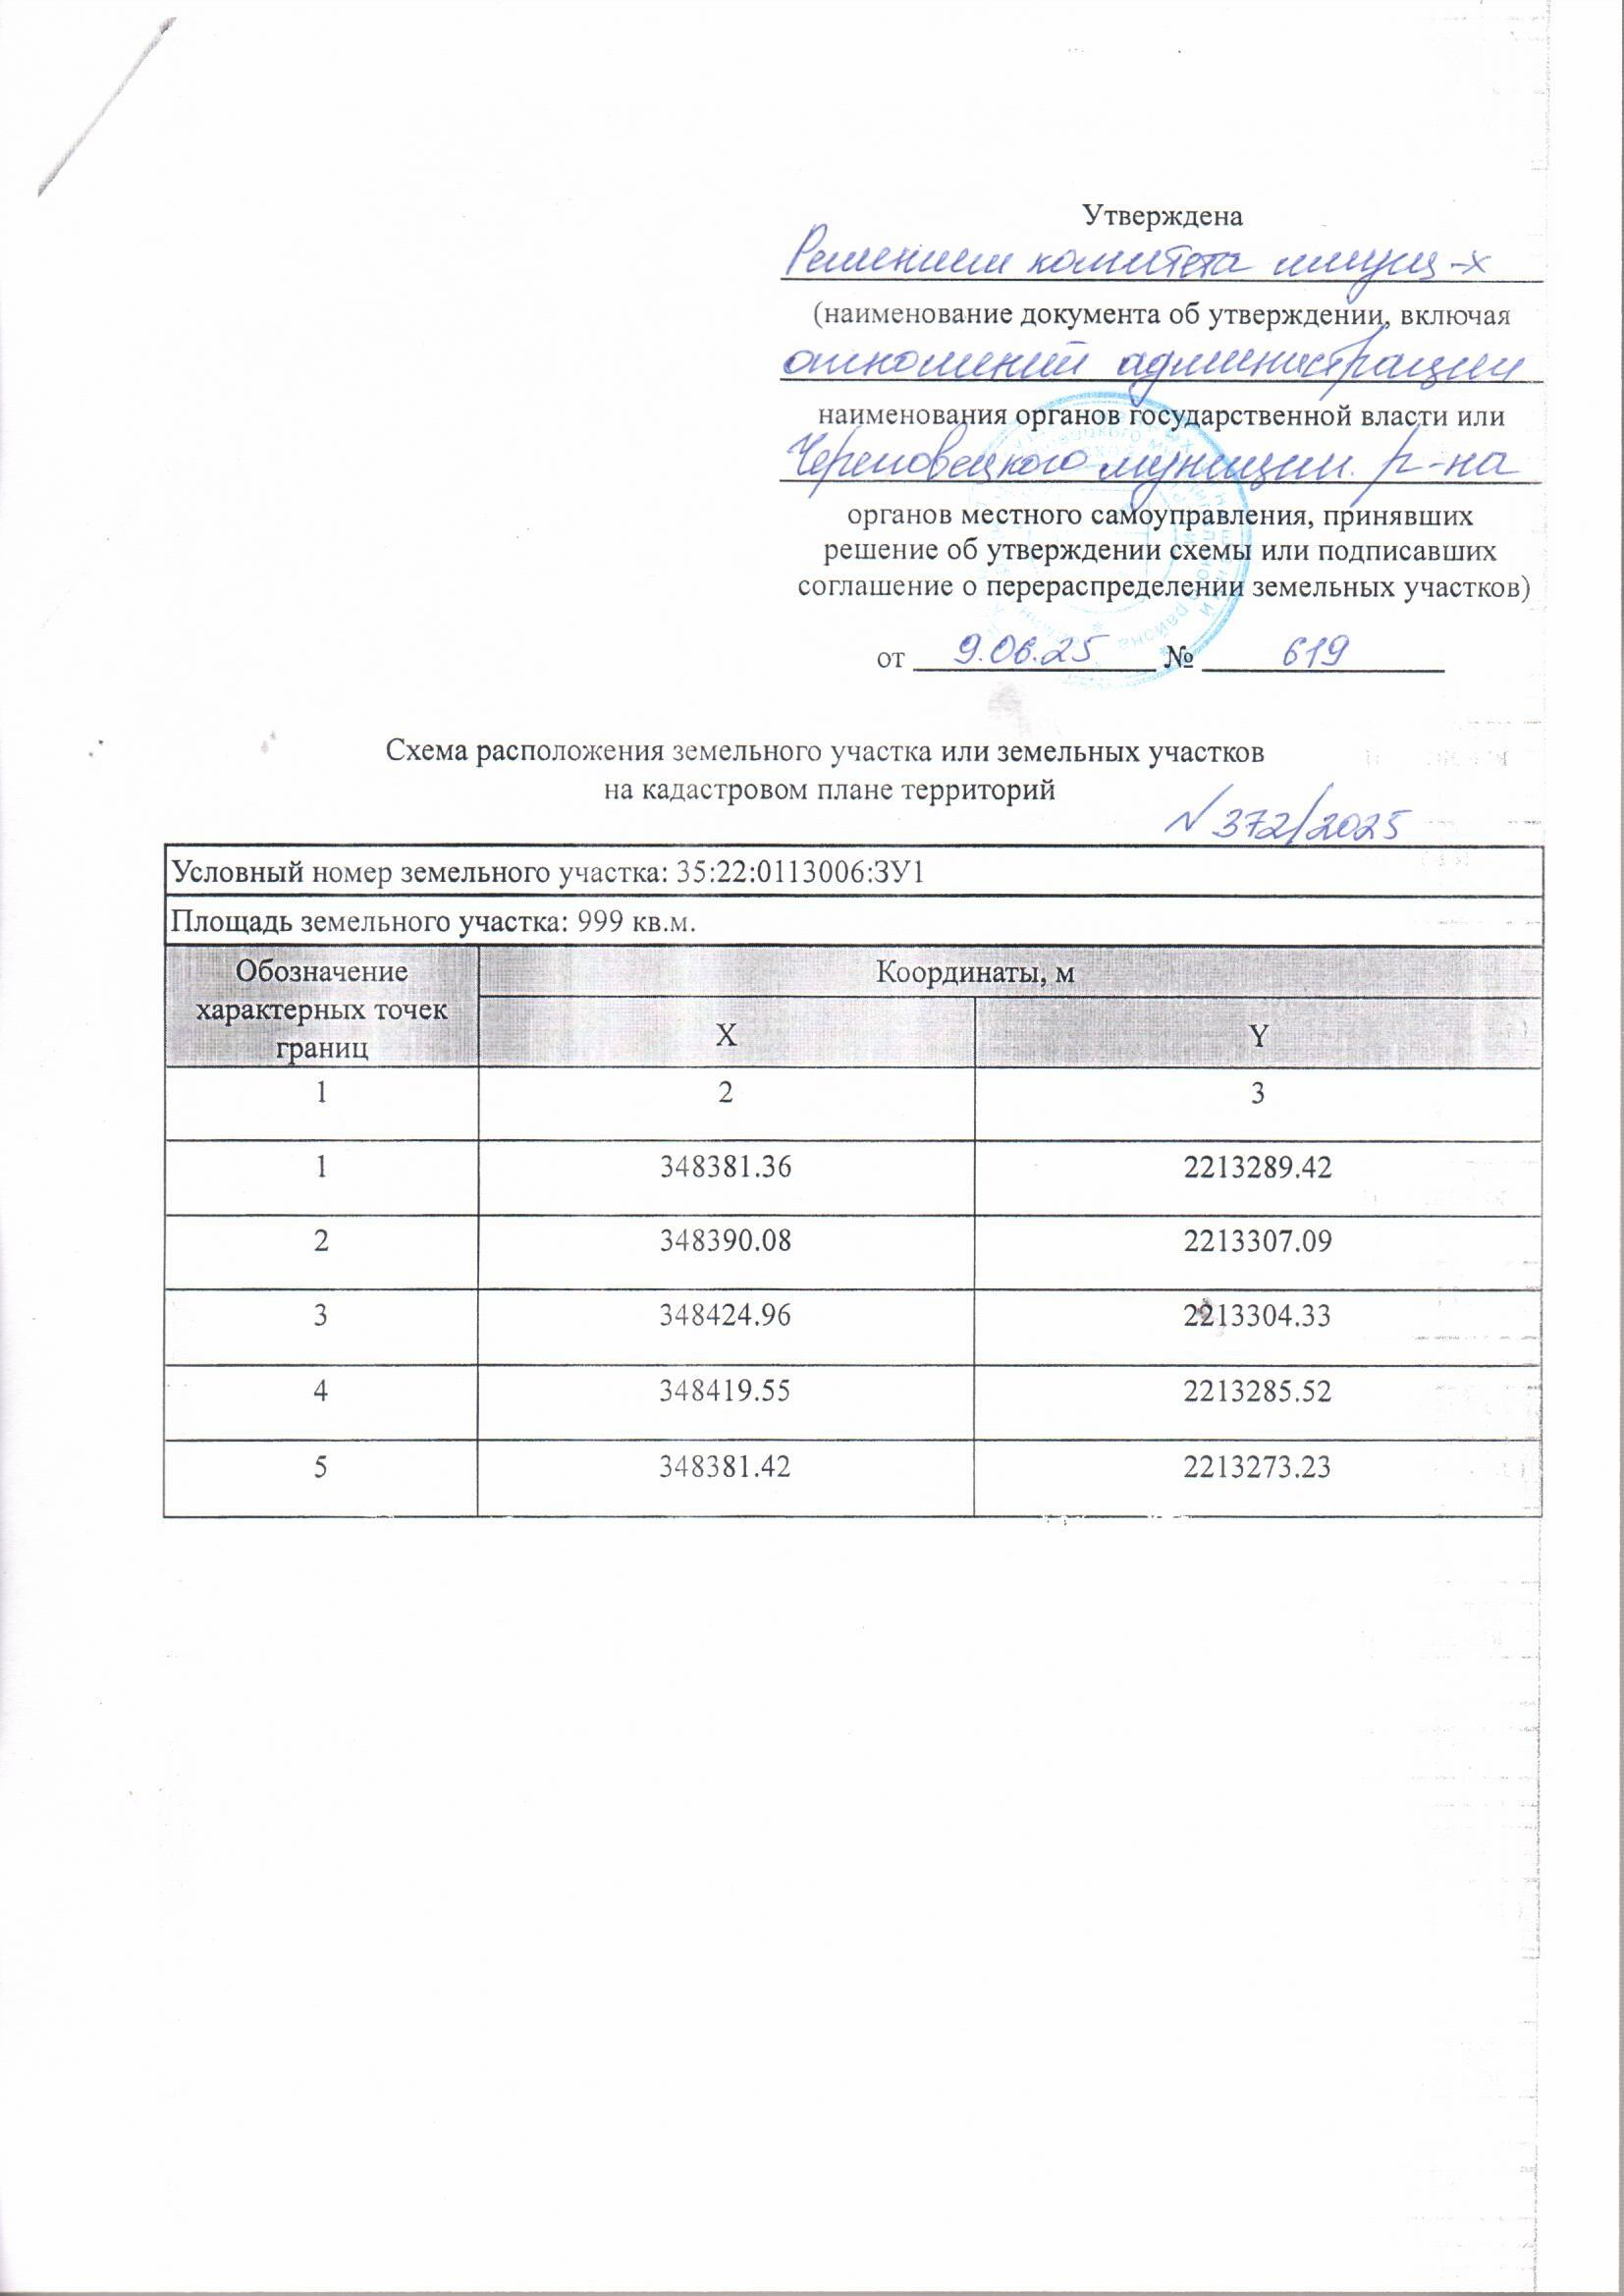 Утверждена
Решением комитета имущ-х
(наименование документа об утверждении, включая
отношений администрации
наименования органов государственной власти или
Череповецкого муницип. р-на
органов местного самоуправления, принявших
решение об утверждении схемы или подписавших
соглашение о перераспределении земельных участков)
от 9.06.25 № 619
Схема расположения земельного участка или земельных участков
на кадастровом плане территорий
N 372/2025
Условный номер земельного участка: 35:22:0113006:ЗУ1
Площадь земельного участка: 999 кв.м.
Обозначение характерных точек границ Координаты, м
X Y
1 2 3
1 348381.36 2213289.42
2 348390.08 2213307.09
3 348424.96 2213304.33
4 348419.55 2213285.52
5 348381.42 2213273.23